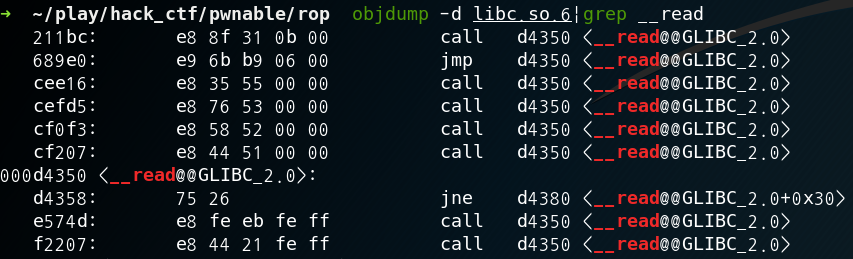 → ~/play/hack_ctf/pwnable/rop objdump -d libc.so.6|grep __read
211bc: e8 8f 31 0b 00 call d4350 <__read@@GLIBC_2.0>
689e0: e9 6b b9 06 00 jmp d4350 <__read@@GLIBC_2.0>
cee16: e8 35 55 00 00 call d4350 <__read@@GLIBC_2.0>
cefd5: e8 76 53 00 00 call d4350 <__read@@GLIBC_2.0>
cf0f3: e8 58 52 00 00 call d4350 <__read@@GLIBC_2.0>
cf207: e8 44 51 00 00 call d4350 <__read@@GLIBC_2.0>
000d4350 <__read@@GLIBC_2.0>:
d4358: 75 26 jne d4380 <__read@@GLIBC_2.0+0x30>
e574d: e8 fe eb fe ff call d4350 <__read@@GLIBC_2.0>
f2207: e8 44 21 fe ff call d4350 <__read@@GLIBC_2.0>